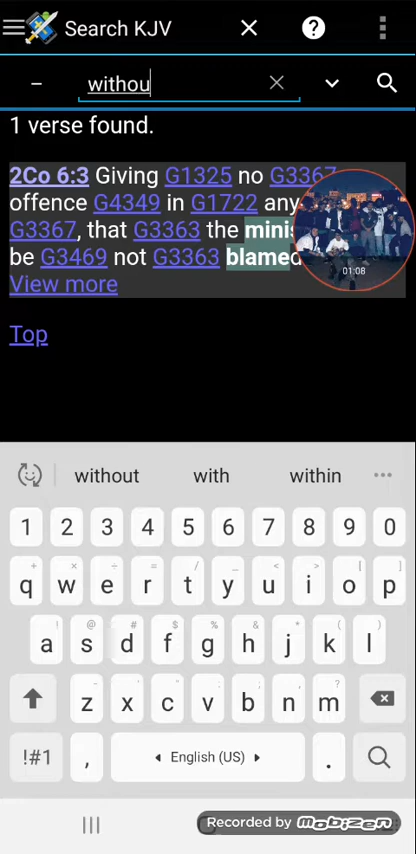 Search KJV
withou
1 verse found.
2Co 6:3 Giving G1325 no G3367
offence G4349 in G1722 any
G3367, that G3363 the minis
be G3469 not G3363 blamed
View more
01:08
Top
without with within
1 2 3 4 5 6 7 8 9 0
+ × ÷ = / _ < > [ ]
q w e r t y u i o p
! @ # $ % & * ( )
a s d f g h j k l
- ' " : ; , ?
z x c v b n m
!#1 , English (US) .
Recorded by MOBIZEN